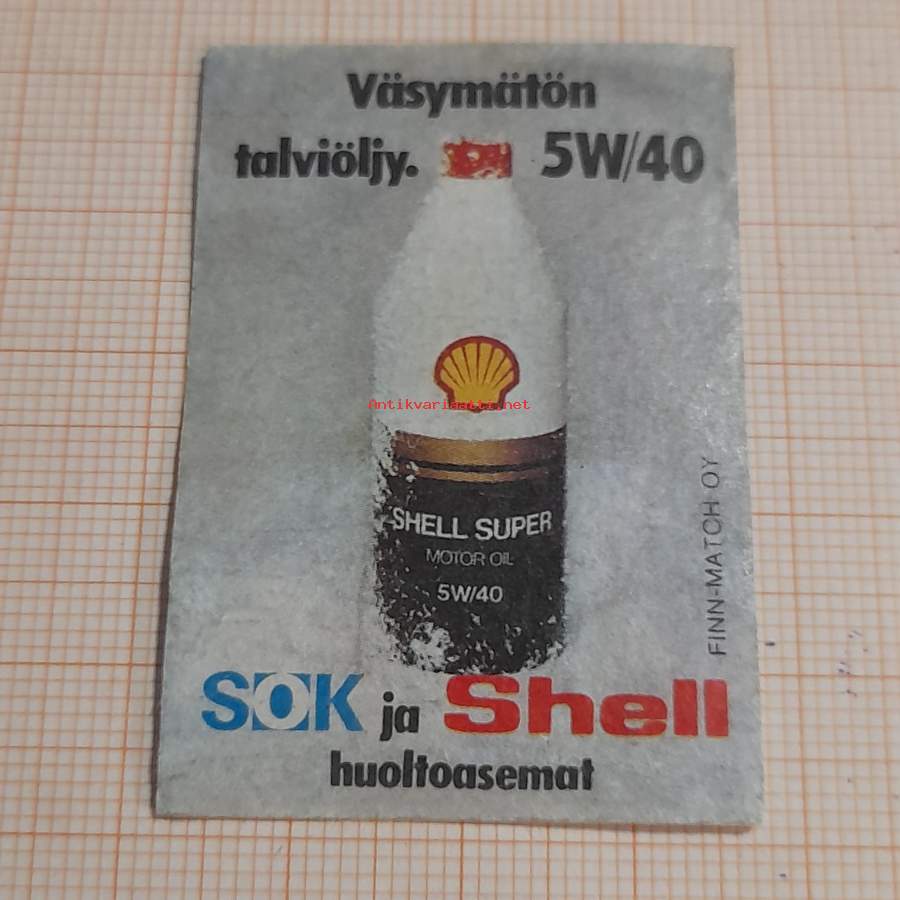 Väsymätön
talviöljy. 5W/40
Antikvariaatti.net
SHELL SUPER
MOTOR OIL
5W/40
FINN-MATCH OY
SOK ja Shell
huoltoasemat